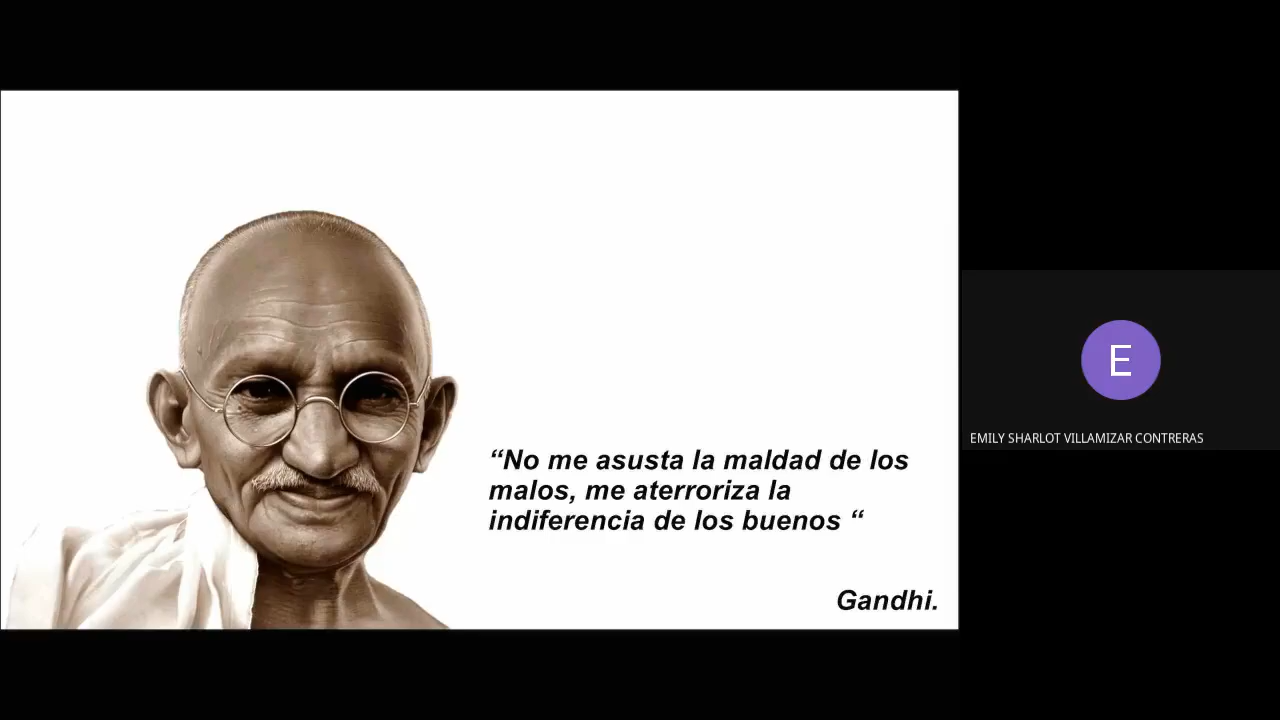 “No me asusta la maldad de los
malos, me aterroriza la
indiferencia de los buenos “
Gandhi.
E
EMILY SHARLOT VILLAMIZAR CONTRERAS